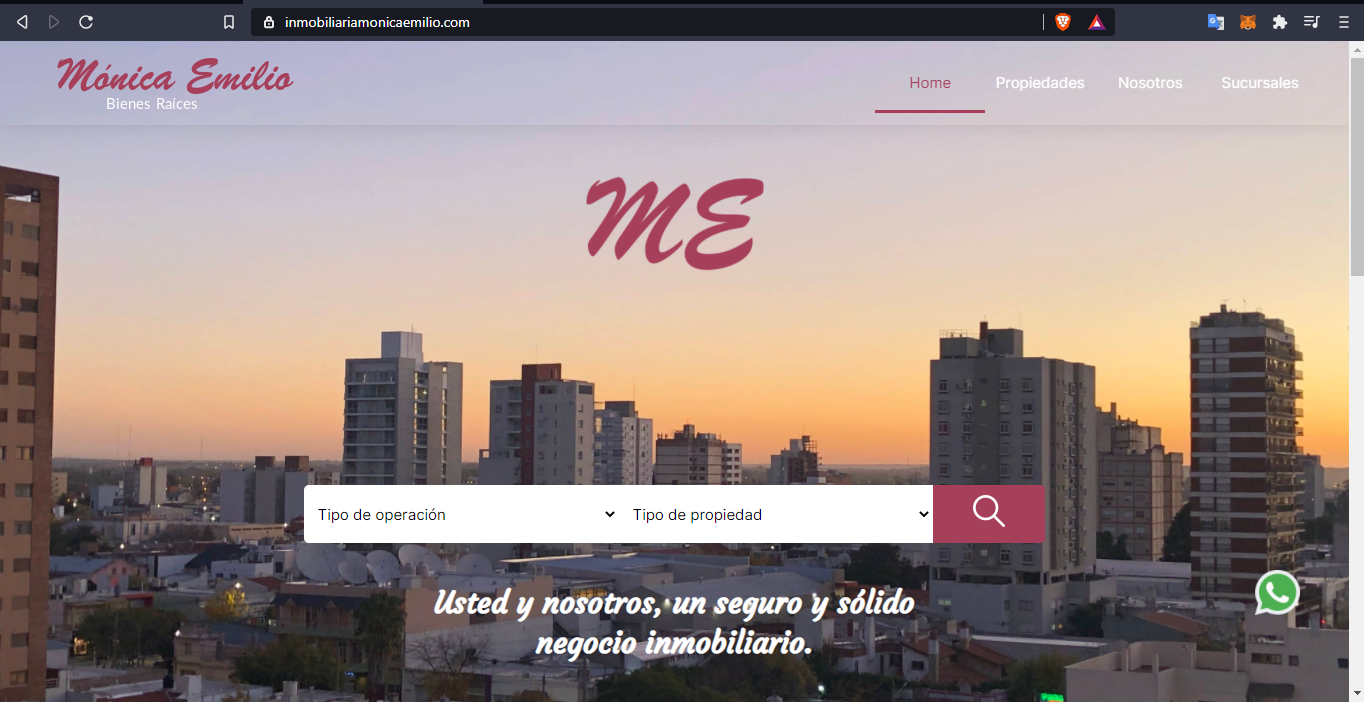 inmobiliariamonicaemilio.com
Mónica Emilio
Bienes Raíces
Home Propiedades Nosotros Sucursales
ME
Tipo de operación Tipo de propiedad
Usted y nosotros, un seguro y sólido
negocio inmobiliario.